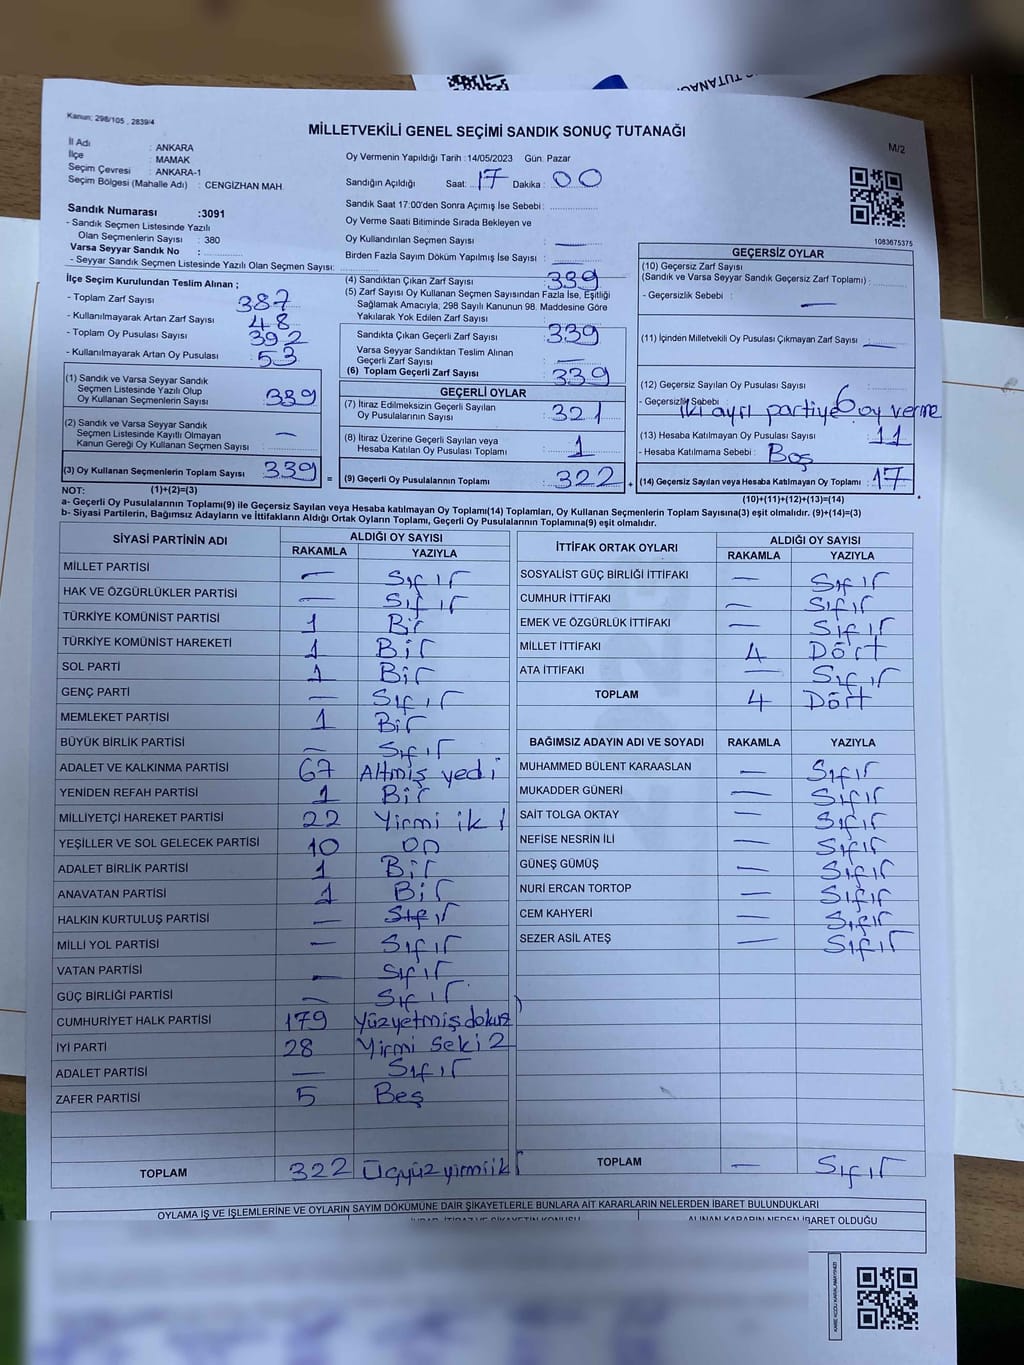 TUTANA
Kanun; 298/105 , 2839/4
MİLLETVEKİLİ GENEL SEÇİMİ SANDIK SONUÇ TUTANAĞI
M/2
İl Adı : ANKARA
İlçe : MAMAK
Seçim Çevresi : ANKARA-1
Seçim Bölgesi (Mahalle Adı) : CENGİZHAN MAH.
Oy Vermenin Yapıldığı Tarih : 14/05/2023 Gün. Pazar
Sandığın Açıldığı Saat: 17 Dakika : 00
Sandık Saat 17:00'den Sonra Açımış İse Sebebi :
Oy Verme Saati Bitiminde Sırada Bekleyen ve
Oy Kullandırılan Seçmen Sayısı : —
Birden Fazla Sayım Döküm Yapılmış İse Sayısı : —
1083675375
Sandık Numarası :3091
- Sandık Seçmen Listesinde Yazılı
Olan Seçmenlerin Sayısı : 380
Varsa Seyyar Sandık No :
- Seyyar Sandık Seçmen Listesinde Yazılı Olan Seçmen Sayısı:
İlçe Seçim Kurulundan Teslim Alınan ;
- Toplam Zarf Sayısı : 387
- Kullanılmayarak Artan Zarf Sayısı : 48
- Toplam Oy Pusulası Sayısı : 392
- Kullanılmayarak Artan Oy Pusulası : 53
(1) Sandık ve Varsa Seyyar Sandık
Seçmen Listesinde Yazılı Olup
Oy Kullanan Seçmenlerin Sayısı : 339
(2) Sandık ve Varsa Seyyar Sandık
Seçmen Listesinde Kayıtlı Olmayan
Kanun Gereği Oy Kullanan Seçmen Sayısı : —
(3) Oy Kullanan Seçmenlerin Toplam Sayısı : 339
(1)+(2)=(3)
(4) Sandıktan Çıkan Zarf Sayısı : 339
(5) Zarf Sayısı Oy Kullanan Seçmen Sayısından Fazla İse, Eşitliği
Sağlamak Amacıyla, 298 Sayılı Kanunun 98. Maddesine Göre
Yakılarak Yok Edilen Zarf Sayısı :
Sandıkta Çıkan Geçerli Zarf Sayısı : 339
Varsa Seyyar Sandıktan Teslim Alınan
Geçerli Zarf Sayısı : —
(6) Toplam Geçerli Zarf Sayısı : 339
GEÇERLİ OYLAR
(7) İtiraz Edilmeksizin Geçerli Sayılan
Oy Pusulalarının Sayısı : 321
(8) İtiraz Üzerine Geçerli Sayılan veya
Hesaba Katılan Oy Pusulası Toplamı : 1
= (9) Geçerli Oy Pusulalarının Toplamı : 322 +
GEÇERSİZ OYLAR
(10) Geçersiz Zarf Sayısı
(Sandık ve Varsa Seyyar Sandık Geçersiz Zarf Toplamı) :
- Geçersizlik Sebebi : —
(11) İçinden Milletvekili Oy Pusulası Çıkmayan Zarf Sayısı : —
(12) Geçersiz Sayılan Oy Pusulası Sayısı : 6
- Geçersizlik Sebebi : iki ayrı partiye oy verme
(13) Hesaba Katılmayan Oy Pusulası Sayısı : 11
- Hesaba Katılmama Sebebi : Boş
(14) Geçersiz Sayılan veya Hesaba Katılmayan Oy Toplamı : 17
(10)+(11)+(12)+(13)=(14)
NOT:
a- Geçerli Oy Pusulalarının Toplamı(9) ile Geçersiz Sayılan veya Hesaba katılmayan Oy Toplamı(14) Toplamları, Oy Kullanan Seçmenlerin Toplam Sayısına(3) eşit olmalıdır. (9)+(14)=(3)
b- Siyasi Partilerin, Bağımsız Adayların ve İttifakların Aldığı Ortak Oyların Toplamı, Geçerli Oy Pusulalarının Toplamına(9) eşit olmalıdır.
SİYASİ PARTİNİN ADI ALDIĞI OY SAYISI
RAKAMLA YAZIYLA
MİLLET PARTİSİ — Sıfır
HAK VE ÖZGÜRLÜKLER PARTİSİ — Sıfır
TÜRKİYE KOMÜNİST PARTİSİ 1 Bir
TÜRKİYE KOMÜNİST HAREKETİ 1 Bir
SOL PARTİ 1 Bir
GENÇ PARTİ — Sıfır
MEMLEKET PARTİSİ 1 Bir
BÜYÜK BİRLİK PARTİSİ — Sıfır
ADALET VE KALKINMA PARTİSİ 67 Altmış yedi
YENİDEN REFAH PARTİSİ 1 Bir
MİLLİYETÇİ HAREKET PARTİSİ 22 Yirmi iki
YEŞİLLER VE SOL GELECEK PARTİSİ 10 on
ADALET BİRLİK PARTİSİ 1 Bir
ANAVATAN PARTİSİ 1 Bir
HALKIN KURTULUŞ PARTİSİ — Sıfır
MİLLİ YOL PARTİSİ — Sıfır
VATAN PARTİSİ — Sıfır
GÜÇ BİRLİĞİ PARTİSİ — Sıfır
CUMHURİYET HALK PARTİSİ 179 Yüzyetmişdokuz
İYİ PARTİ 28 Yirmi Sekiz
ADALET PARTİSİ — Sıfır
ZAFER PARTİSİ 5 Beş
TOPLAM 322 Üçyüzyirmiiki
İTTİFAK ORTAK OYLARI ALDIĞI OY SAYISI
RAKAMLA YAZIYLA
SOSYALİST GÜÇ BİRLİĞİ İTTİFAKI — Sıfır
CUMHUR İTTİFAKI — Sıfır
EMEK VE ÖZGÜRLÜK İTTİFAKI — Sıfır
MİLLET İTTİFAKI 4 Dört
ATA İTTİFAKI — Sıfır
TOPLAM 4 Dört
BAĞIMSIZ ADAYIN ADI VE SOYADI RAKAMLA YAZIYLA
MUHAMMED BÜLENT KARAASLAN — Sıfır
MUKADDER GÜNERİ — Sıfır
SAİT TOLGA OKTAY — Sıfır
NEFİSE NESRİN İLİ — Sıfır
GÜNEŞ GÜMÜŞ — Sıfır
NURİ ERCAN TORTOP — Sıfır
CEM KAHYERİ — Sıfır
SEZER ASİL ATEŞ — Sıfır
TOPLAM — Sıfır
OYLAMA İŞ VE İŞLEMLERİNE VE OYLARIN SAYIM DÖKÜMÜNE DAİR ŞİKAYETLERLE BUNLARA AİT KARARLARIN NELERDEN İBARET BULUNDUKLARI
İHBAR, İTİRAZ VE ŞİKAYETİN KONUSU ALINAN KARARIN NEDEN İBARET OLDUĞU
KARE KODU KARALAMAYINIZ!